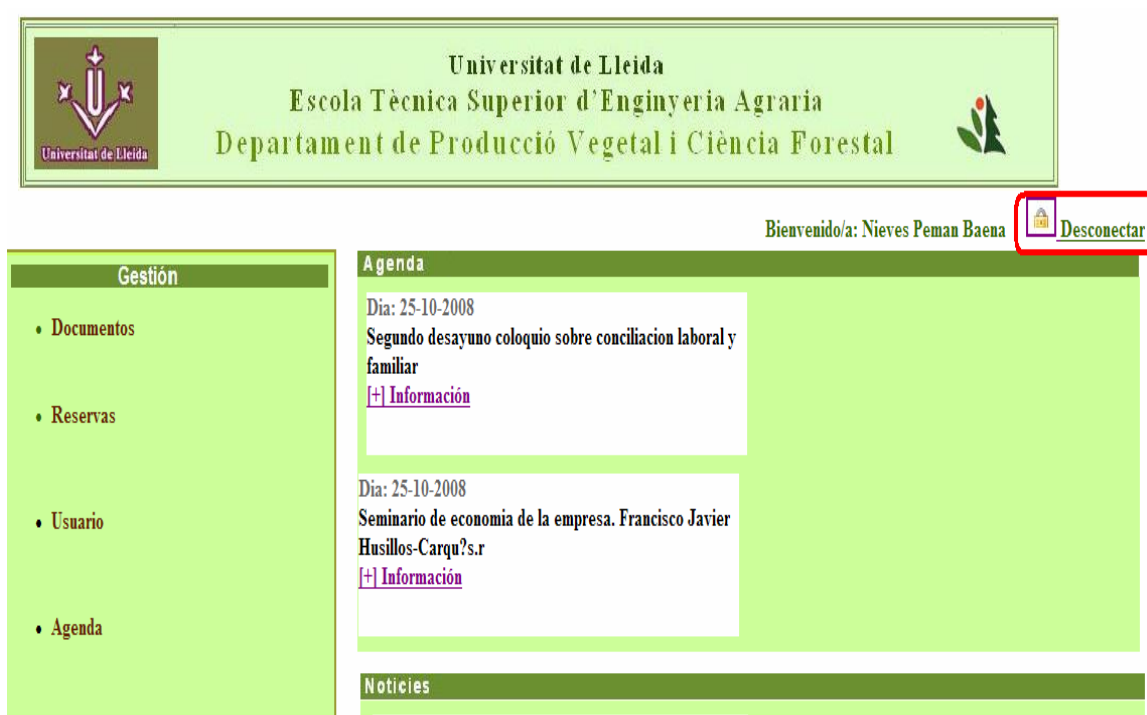 Universitat de Lleida
Escola Tècnica Superior d'Enginyeria Agraria
Departament de Producció Vegetal i Ciència Forestal
Universitat de Lleida
Bienvenido/a: Nieves Peman Baena
Desconectar
Gestión
• Documentos
• Reservas
• Usuario
• Agenda
Agenda
Dia: 25-10-2008
Segundo desayuno coloquio sobre conciliacion laboral y
familiar
[+] Información
Dia: 25-10-2008
Seminario de economia de la empresa. Francisco Javier
Husillos-Carqu?s.r
[+] Información
Noticies